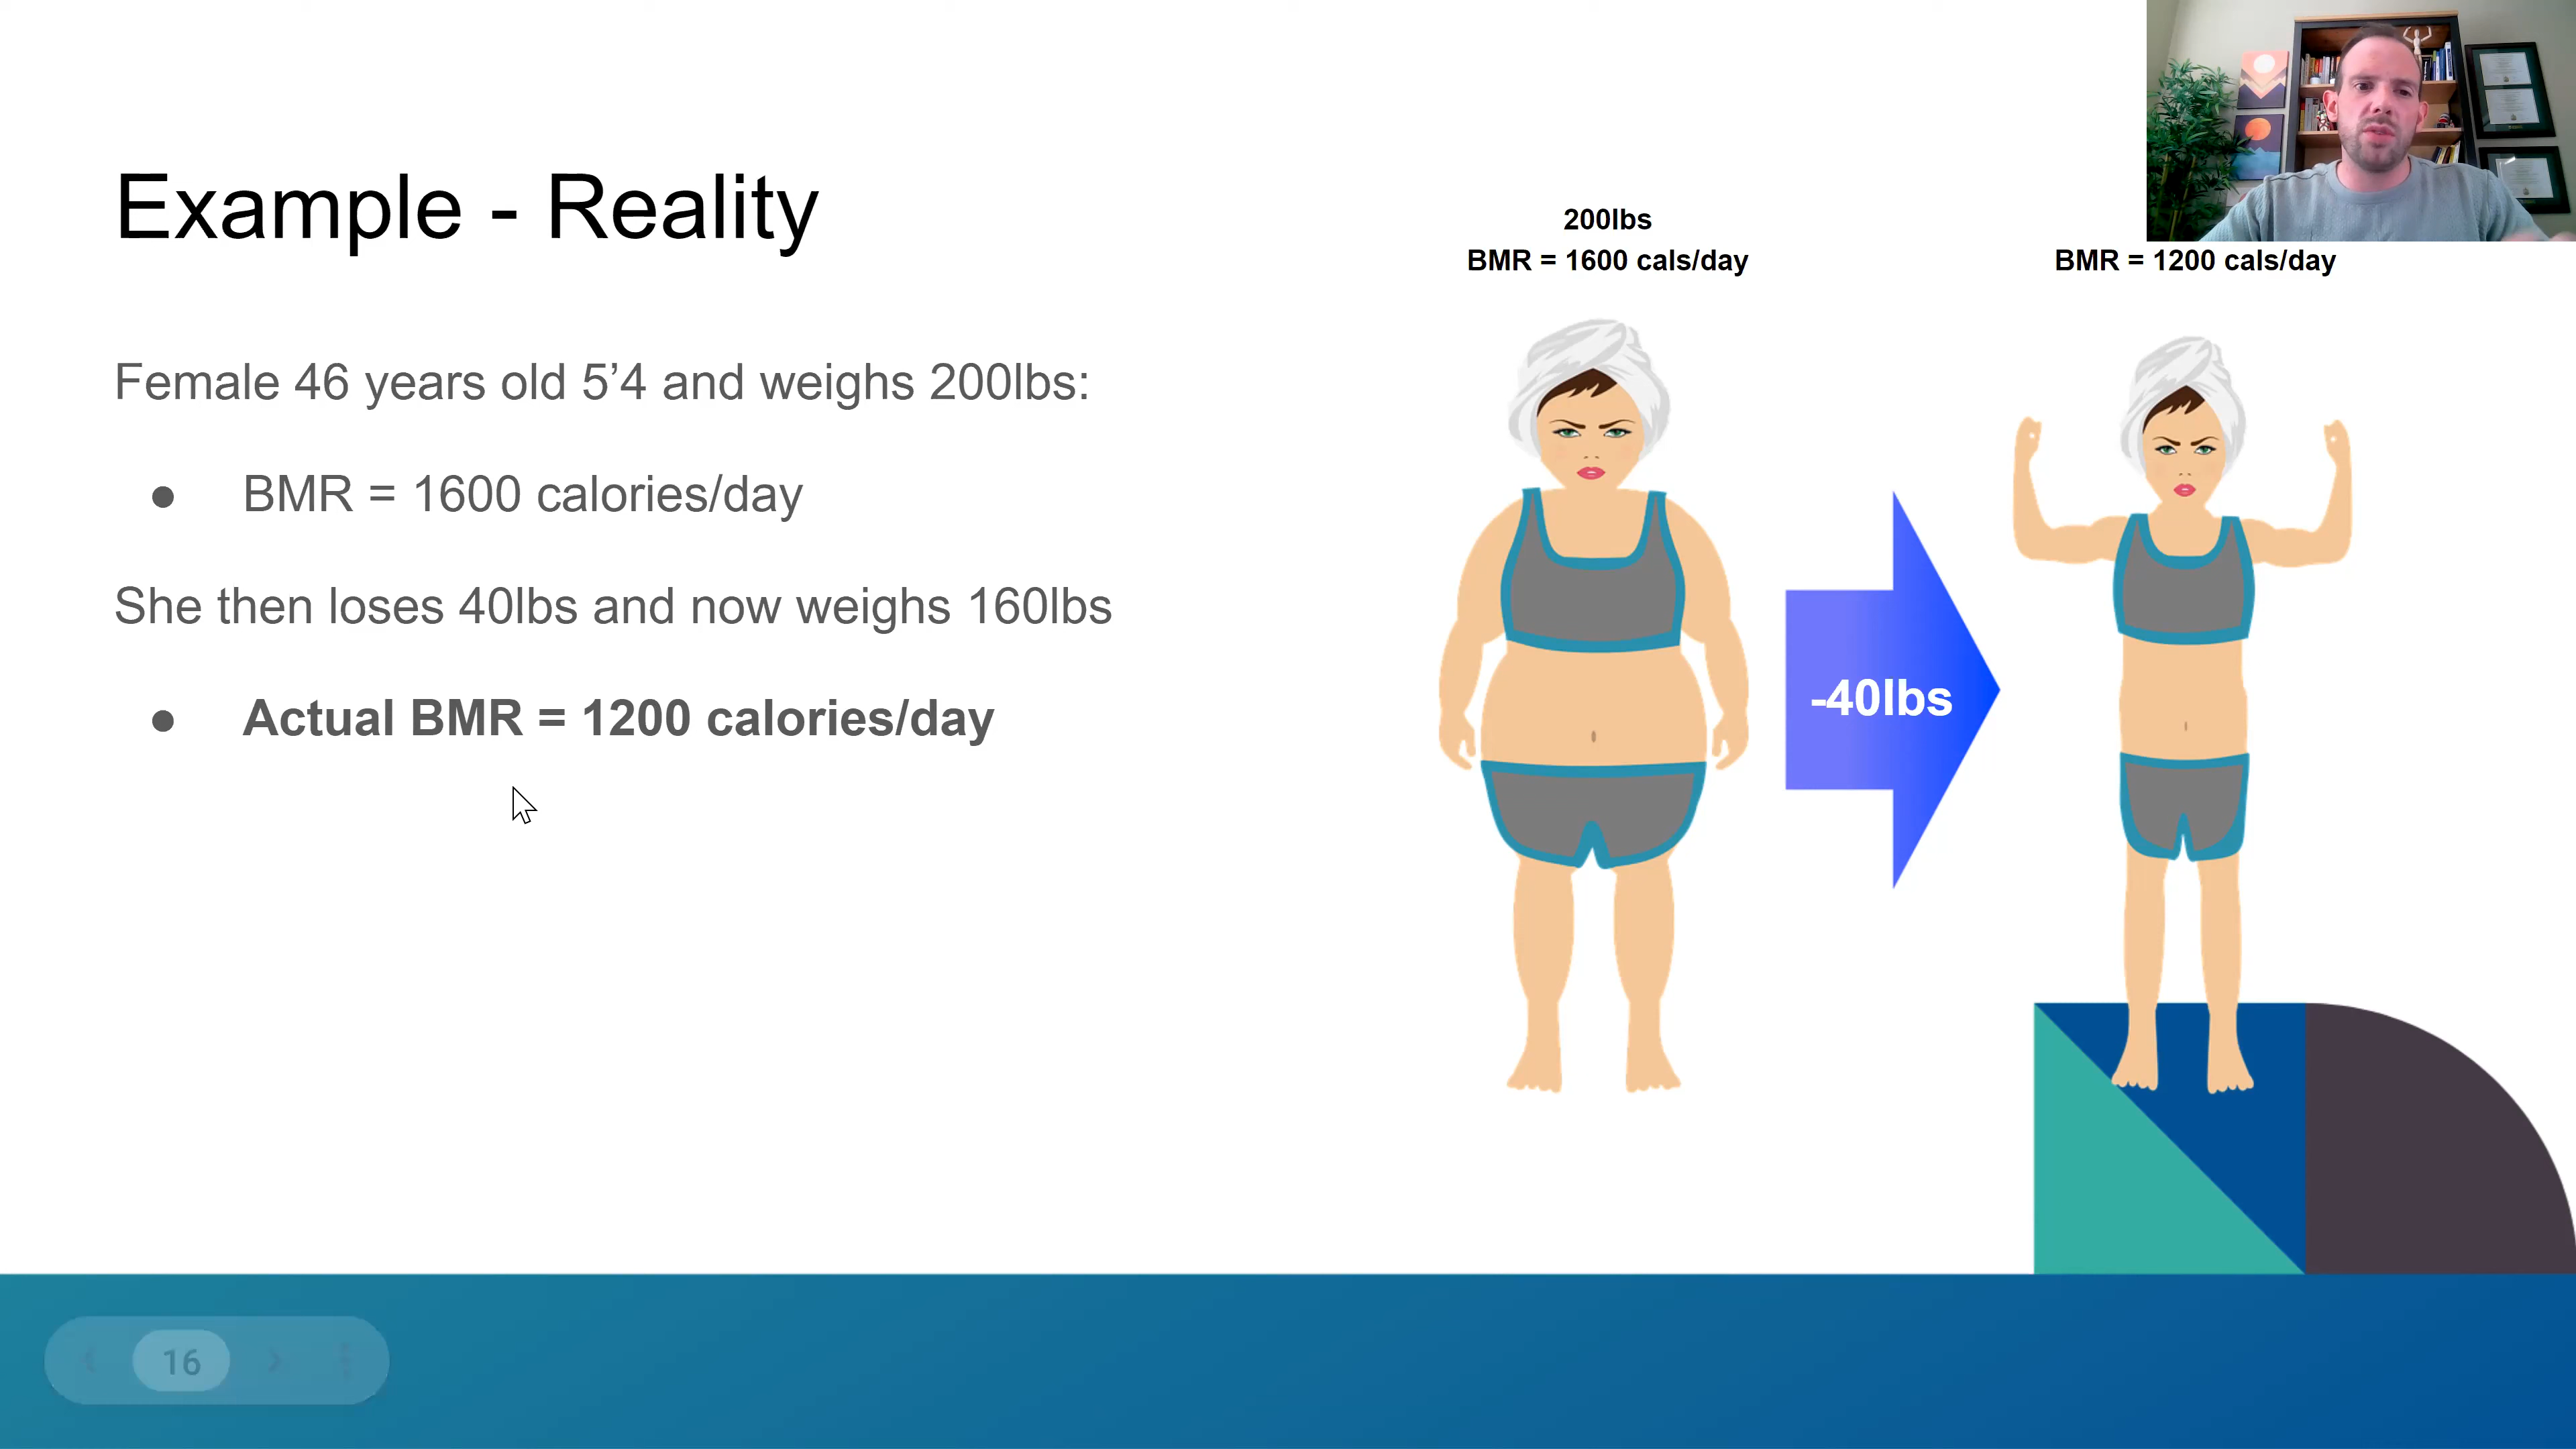 Example - Reality
Female 46 years old 5’4 and weighs 200lbs:
● BMR = 1600 calories/day
She then loses 40lbs and now weighs 160lbs
● Actual BMR = 1200 calories/day
200lbs
BMR = 1600 cals/day
-40lbs
BMR = 1200 cals/day
16